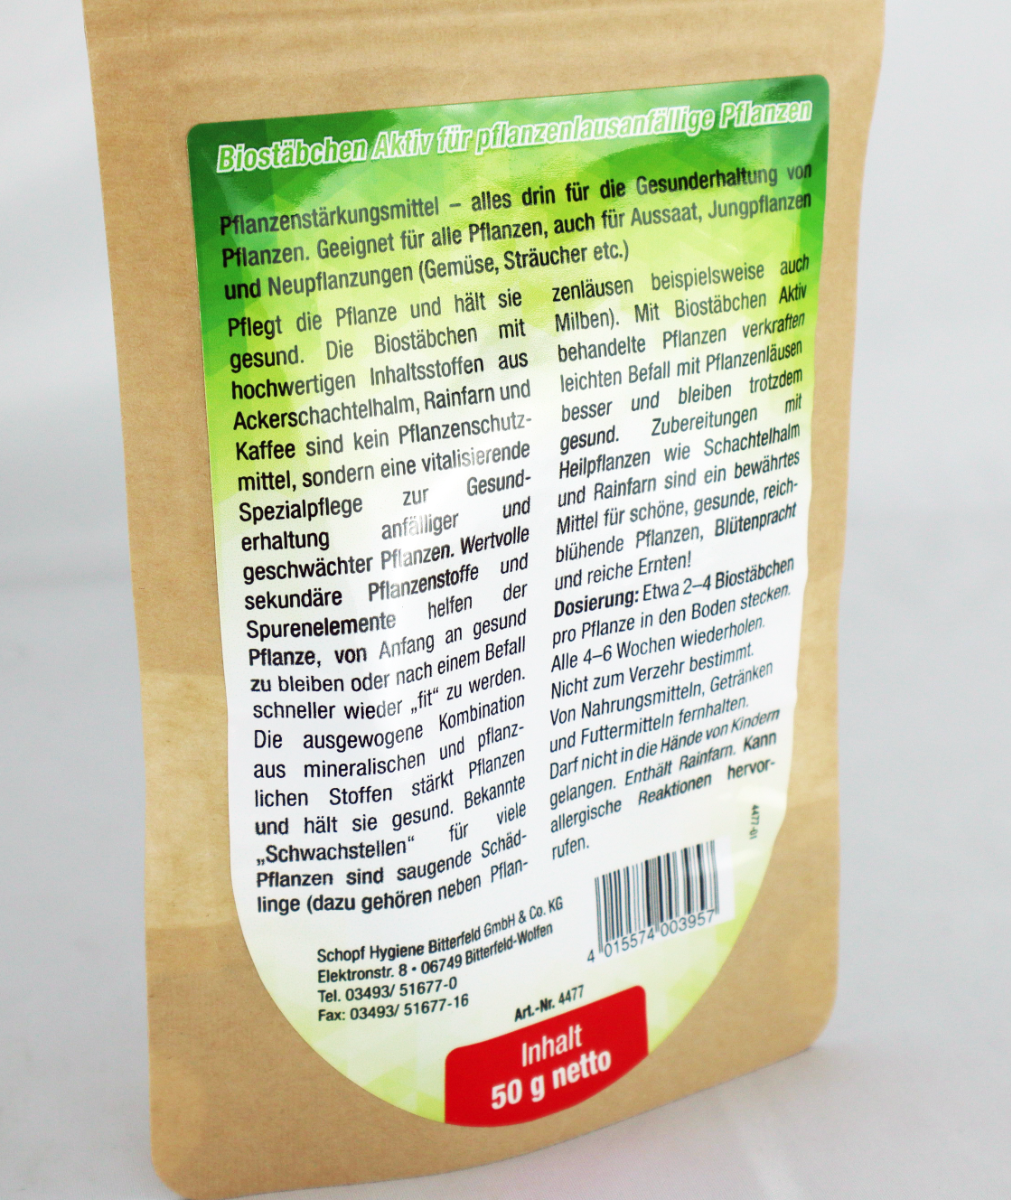 Biostäbchen Aktiv für pflanzenlausanfällige Pflanzen
Pflanzenstärkungsmittel – alles drin für die Gesunderhaltung von
Pflanzen. Geeignet für alle Pflanzen, auch für Aussaat, Jungpflanzen
und Neupflanzungen (Gemüse, Sträucher etc.)
Pflegt die Pflanze und hält sie
gesund. Die Biostäbchen mit
hochwertigen Inhaltsstoffen aus
Ackerschachtelhalm, Rainfarn und
Kaffee sind kein Pflanzenschutz-
mittel, sondern eine vitalisierende
Spezialpflege zur Gesund-
erhaltung anfälliger und
geschwächter Pflanzen. Wertvolle
sekundäre Pflanzenstoffe und
Spurenelemente helfen der
Pflanze, von Anfang an gesund
zu bleiben oder nach einem Befall
schneller wieder „fit“ zu werden.
Die ausgewogene Kombination
aus mineralischen und pflanz-
lichen Stoffen stärkt Pflanzen
und hält sie gesund. Bekannte
„Schwachstellen“ für viele
Pflanzen sind saugende Schäd-
linge (dazu gehören neben Pflan-
zenläusen beispielsweise auch
Milben). Mit Biostäbchen Aktiv
behandelte Pflanzen verkraften
leichten Befall mit Pflanzenläusen
besser und bleiben trotzdem
gesund. Zubereitungen mit
Heilpflanzen wie Schachtelhalm
und Rainfarn sind ein bewährtes
Mittel für schöne, gesunde, reich-
blühende Pflanzen, Blütenpracht
und reiche Ernten!
Dosierung: Etwa 2–4 Biostäbchen
pro Pflanze in den Boden stecken.
Alle 4–6 Wochen wiederholen.
Nicht zum Verzehr bestimmt.
Von Nahrungsmitteln, Getränken
und Futtermitteln fernhalten.
Darf nicht in die Hände von Kindern
gelangen. Enthält Rainfarn. Kann
allergische Reaktionen hervor-
rufen.
4477-01
Schopf Hygiene Bitterfeld GmbH & Co. KG
Elektronstr. 8 • 06749 Bitterfeld-Wolfen
Tel. 03493/ 51677-0
Fax: 03493/ 51677-16
4 015574 003957
Art.-Nr. 4477
Inhalt
50 g netto